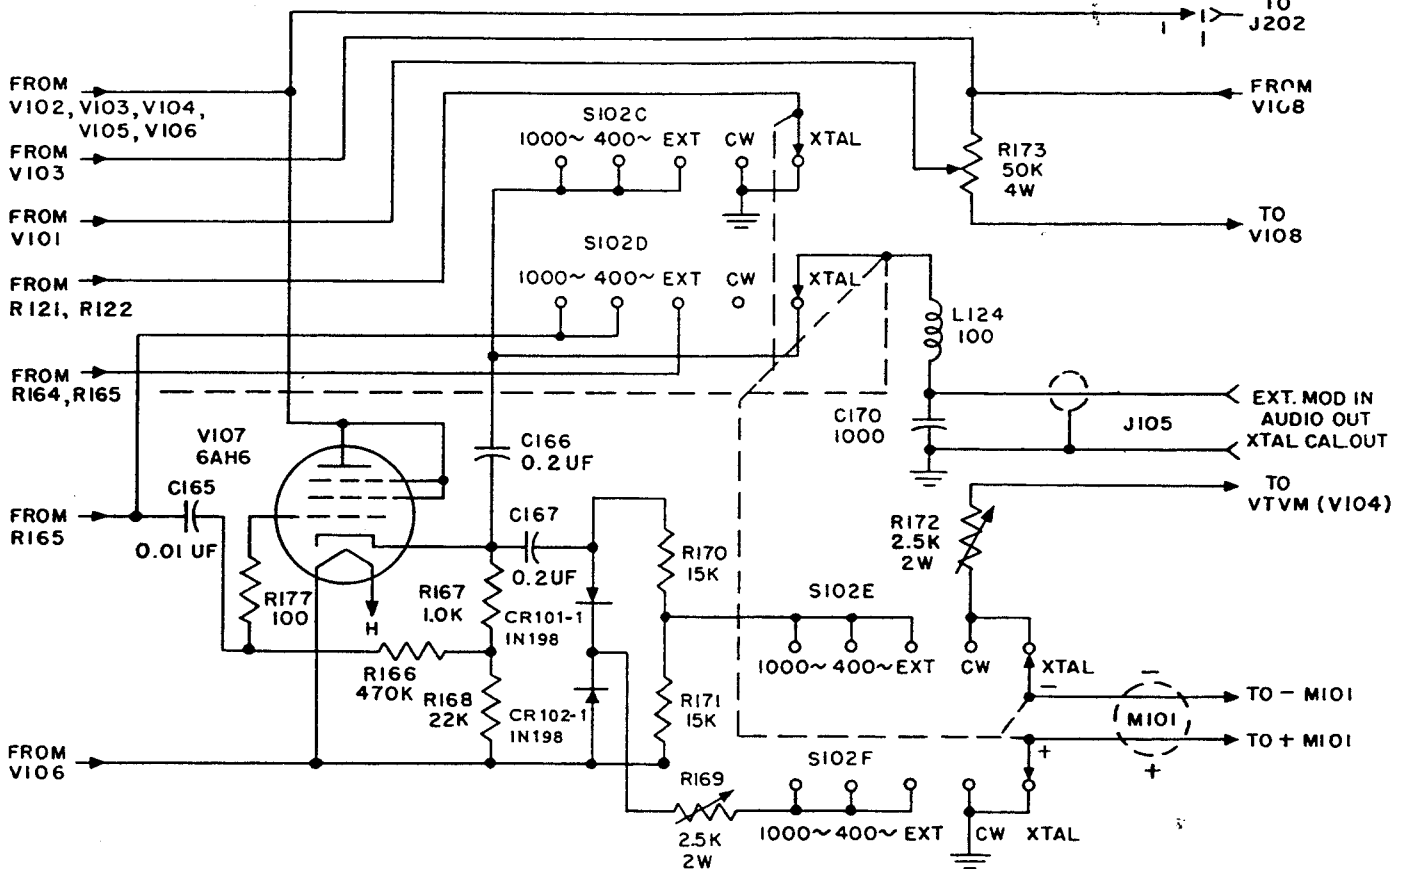 TO
J202
FROM
V102, V103, V104,
V105, V106
FROM
V108
S102C
1000~ 400~ EXT CW XTAL
FROM
V103
R173
50K
4W
FROM
V101
TO
V108
S102D
FROM
R121, R122
1000~ 400~ EXT CW XTAL
L124
100
FROM
R164, R165
EXT. MOD IN
AUDIO OUT
XTAL CAL.OUT
J105
C170
1000
V107
6AH6
C166
0.2UF
C165
0.01 UF
FROM
R165
TO
VTVM (V104)
C167
0.2UF
R172
2.5K
2W
R170
15K
R177
100
H
R167
1.0K
CR101-1
IN198
S102E
1000~ 400~ EXT CW XTAL
R166
470K
R168
22K
CR102-1
IN198
R171
15K
−
−
TO − M101
M101
TO + M101
+
+
FROM
V106
S102F
R169
2.5K
2W
1000~ 400~ EXT CW XTAL